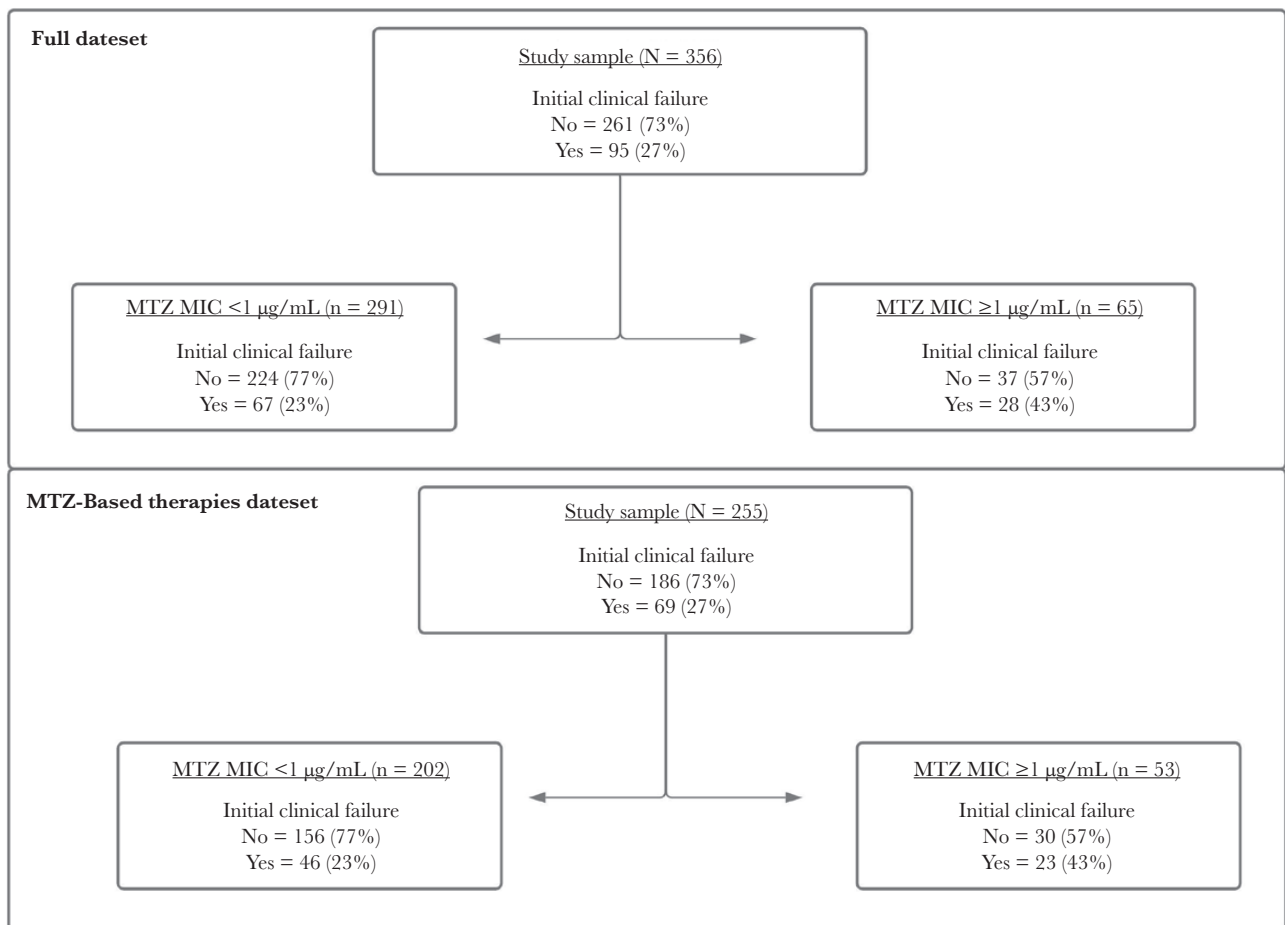 Full dateset
Study sample (N = 356)
Initial clinical failure
No = 261 (73%)
Yes = 95 (27%)
MTZ MIC <1 μg/mL (n = 291)
Initial clinical failure
No = 224 (77%)
Yes = 67 (23%)
MTZ MIC ≥1 μg/mL (n = 65)
Initial clinical failure
No = 37 (57%)
Yes = 28 (43%)
MTZ-Based therapies dateset
Study sample (N = 255)
Initial clinical failure
No = 186 (73%)
Yes = 69 (27%)
MTZ MIC <1 μg/mL (n = 202)
Initial clinical failure
No = 156 (77%)
Yes = 46 (23%)
MTZ MIC ≥1 μg/mL (n = 53)
Initial clinical failure
No = 30 (57%)
Yes = 23 (43%)